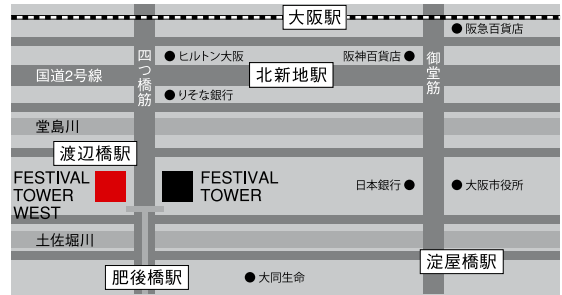 大阪駅
阪急百貨店
四つ橋筋
ヒルトン大阪
阪神百貨店
御堂筋
国道2号線
北新地駅
りそな銀行
堂島川
渡辺橋駅
FESTIVAL
TOWER
WEST
FESTIVAL
TOWER
日本銀行
大阪市役所
土佐堀川
肥後橋駅
大同生命
淀屋橋駅